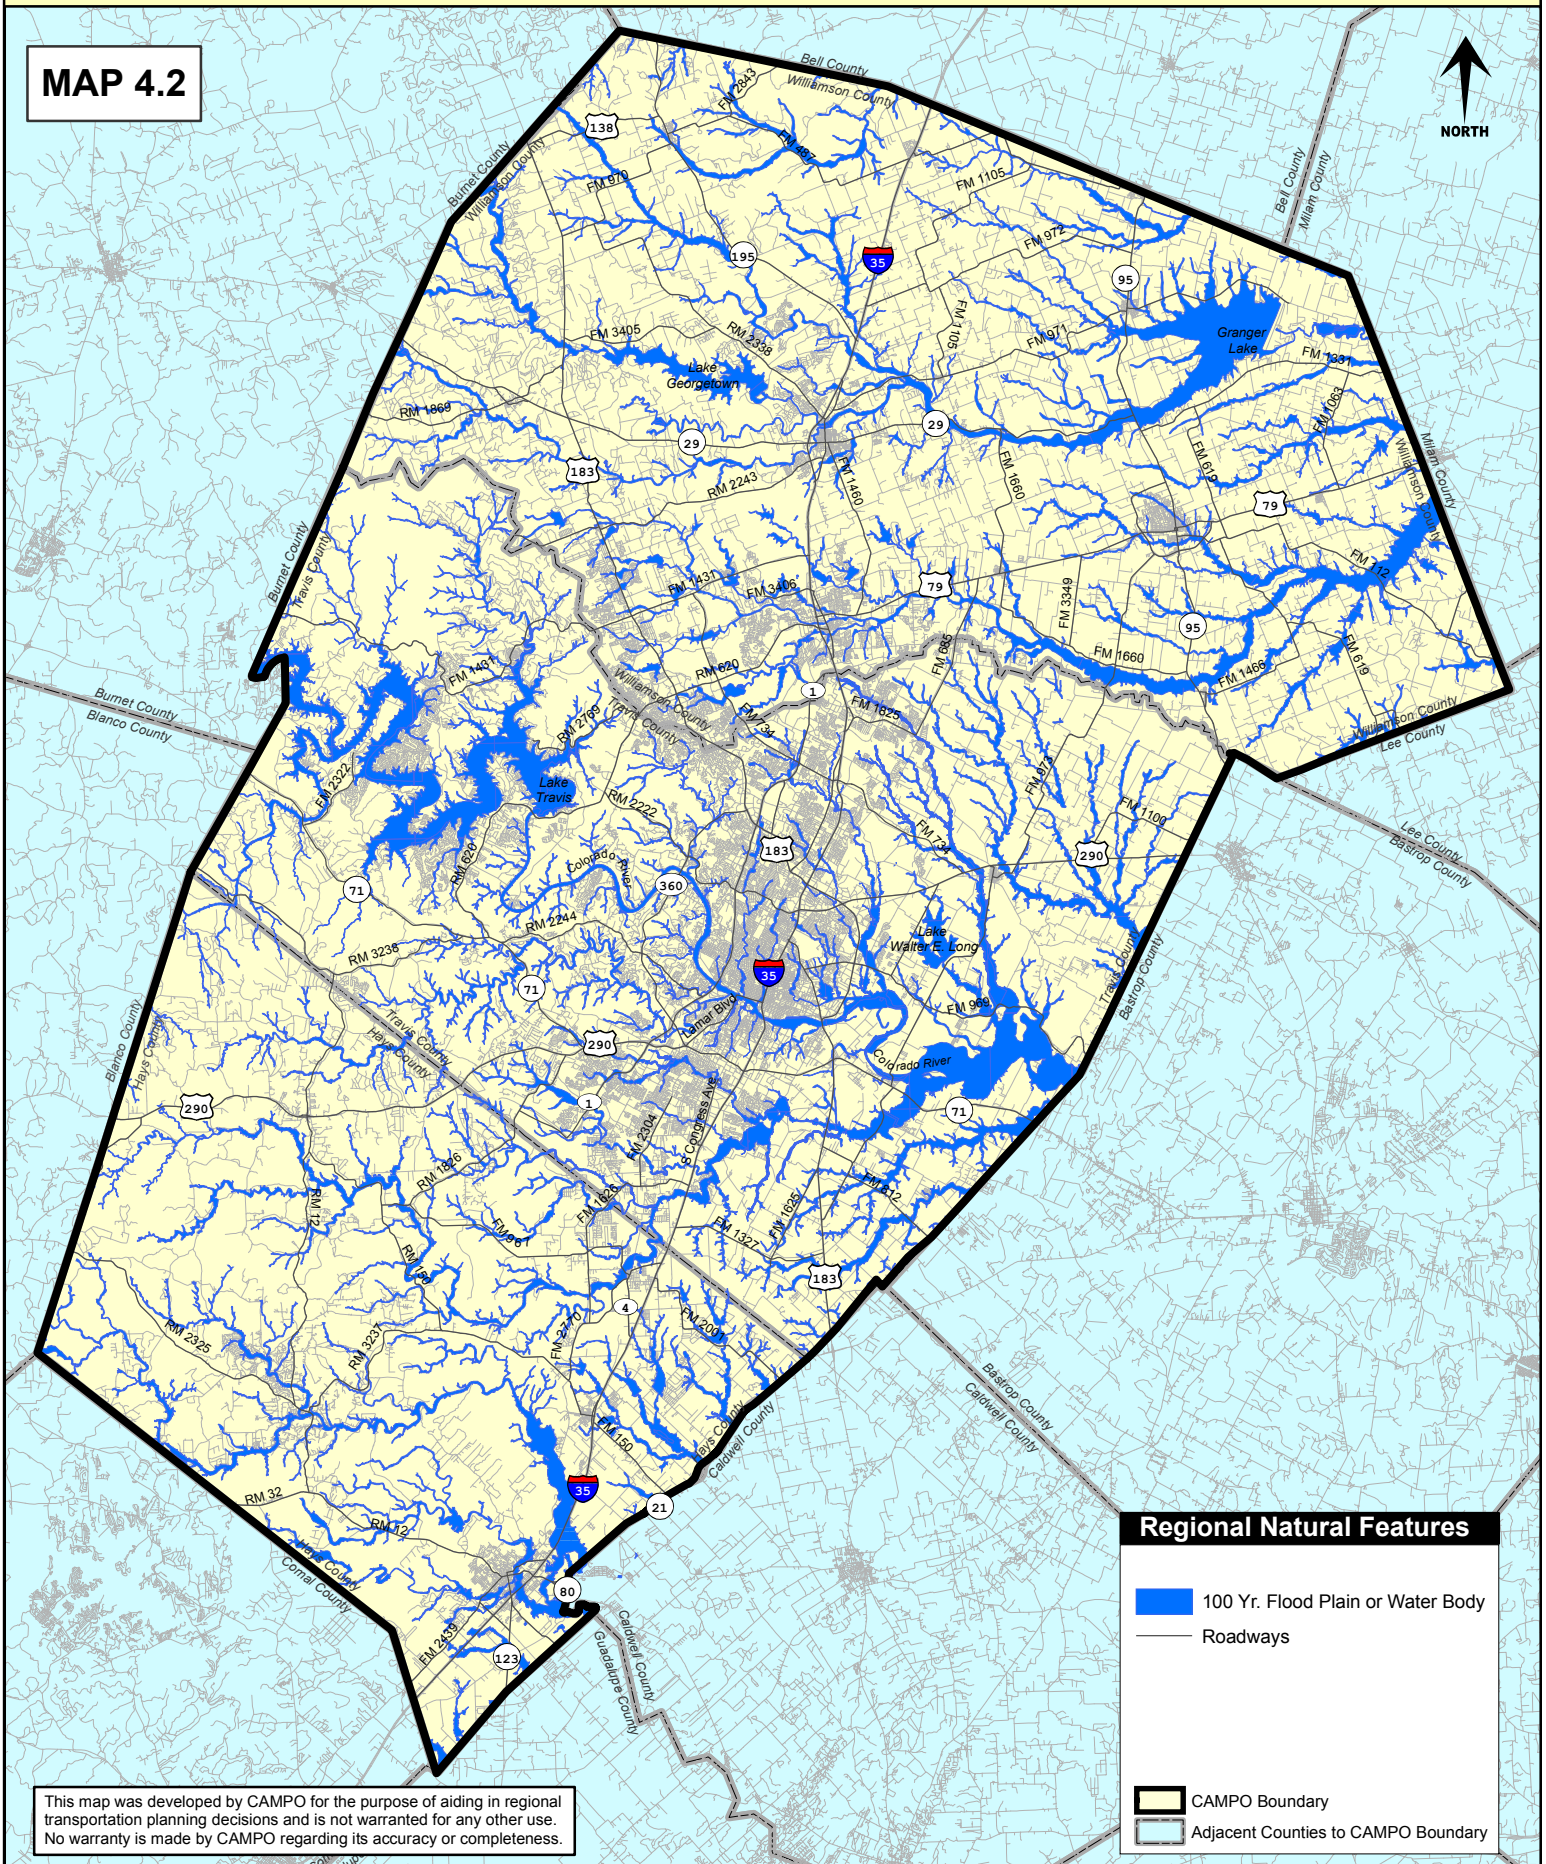 MAP 4.2
NORTH
Bell County
Williamson County
Bell County
Milam County
Burnet County
Williamson County
138
FM 2843
FM 487
FM 970
FM 1105
FM 972
195
35
95
FM 3405
RM 2338
FM 1105
FM 971
Granger
Lake
FM 1331
Lake
Georgetown
RM 1869
FM 1063
29
29
183
RM 2243
FM 1460
FM 1660
FM 619
79
Milam County
Williamson County
Burnet County
Travis County
FM 1431
FM 3406
79
FM 3349
FM 112
95
FM 1431
RM 620
FM 685
FM 1660
FM 1466
FM 619
Williamson County
Travis County
1
FM 1825
FM 734
RM 2769
Burnet County
Blanco County
Williamson County
Lee County
FM 2322
Lake
Travis
RM 2222
FM 973
FM 1100
RM 620
183
FM 734
290
Lee County
Bastrop County
Colorado River
360
71
RM 2244
RM 3238
Lake
Walter E. Long
71
35
FM 969
Travis County
Bastrop County
Lamar Blvd
Travis County
Hays County
290
Colorado River
Blanco County
Hays County
290
1
71
FM 2304
S Congress Ave
RM 1826
FM 812
RM 12
FM 1626
FM 967
FM 1625
FM 1327
RM 150
183
4
FM 2001
FM 2770
RM 2325
RM 3237
Bastrop County
Caldwell County
FM 150
Hays County
Caldwell County
35
21
RM 32
RM 12
Hays County
Comal County
80
FM 2439
123
Caldwell County
Guadalupe County
Regional Natural Features
100 Yr. Flood Plain or Water Body
Roadways
CAMPO Boundary
Adjacent Counties to CAMPO Boundary
This map was developed by CAMPO for the purpose of aiding in regional
transportation planning decisions and is not warranted for any other use.
No warranty is made by CAMPO regarding its accuracy or completeness.